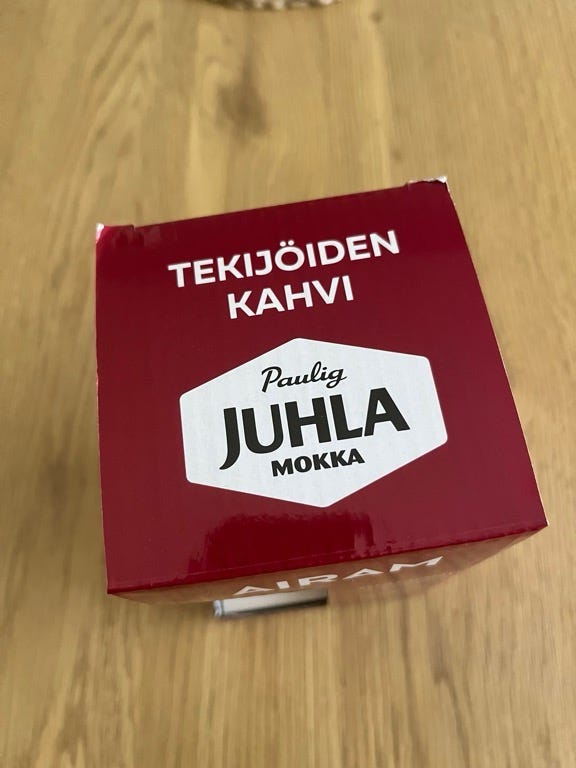 TEKIJÖIDEN
KAHVI
Paulig
JUHLA
MOKKA
AIRAM